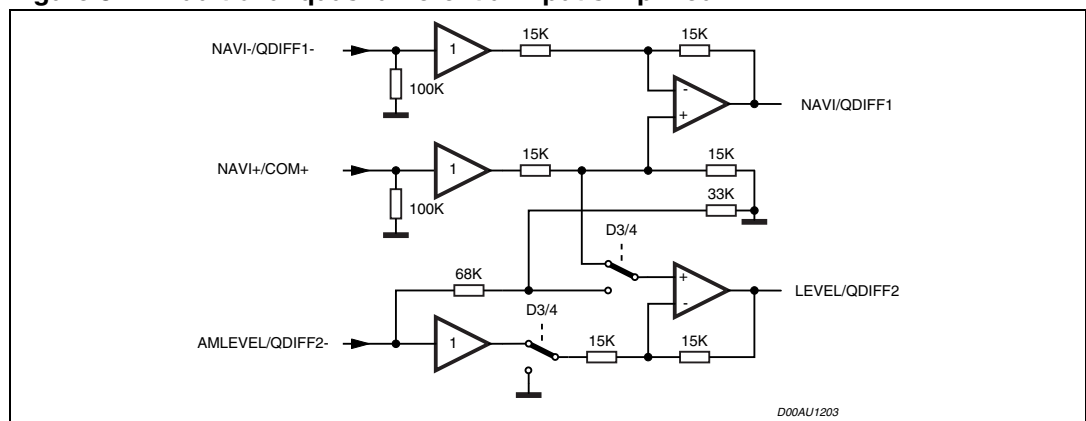 NAVI-/QDIFF1-
1
15K
15K
100K
-
+
NAVI/QDIFF1
NAVI+/COM+
1
15K
15K
100K
33K
D3/4
68K
+
-
LEVEL/QDIFF2
D3/4
AMLEVEL/QDIFF2-
1
15K
15K
D00AU1203